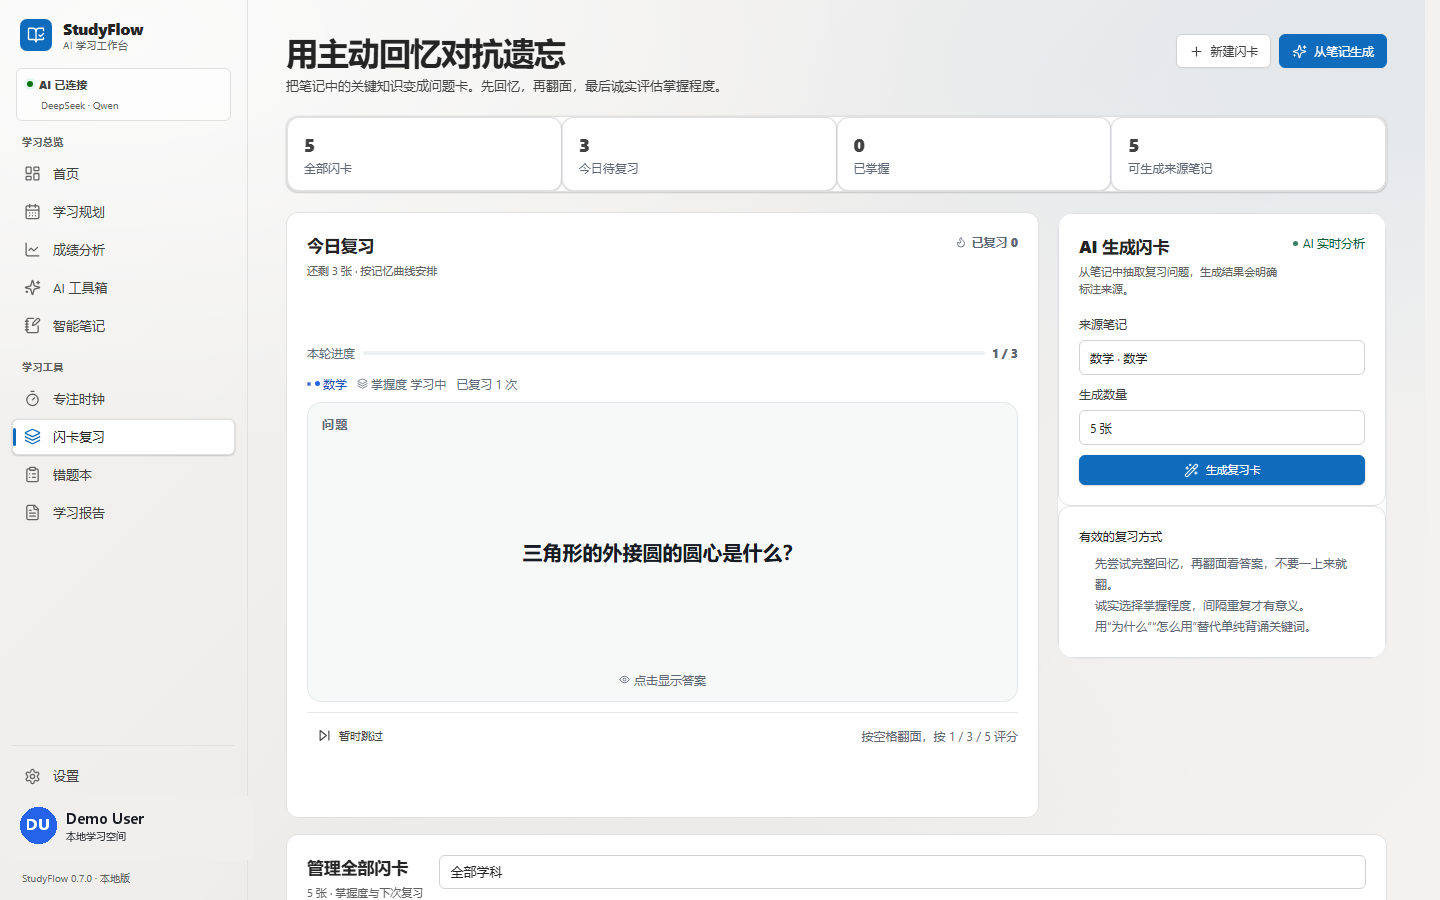 StudyFlow
AI 学习工作台
AI 已连接
DeepSeek · Qwen
学习总览
首页
学习规划
成绩分析
AI 工具箱
智能笔记
学习工具
专注时钟
闪卡复习
错题本
学习报告
设置
DU
Demo User
本地学习空间
StudyFlow 0.7.0 · 本地版
用主动回忆对抗遗忘
把笔记中的关键知识变成问题卡。先回忆，再翻面，最后诚实评估掌握程度。
新建闪卡
从笔记生成
5
全部闪卡
3
今日待复习
0
已掌握
5
可生成来源笔记
今日复习
还剩 3 张 · 按记忆曲线安排
已复习 0
本轮进度
1 / 3
数学
掌握度 学习中
已复习 1 次
问题
三角形的外接圆的圆心是什么？
点击显示答案
暂时跳过
按空格翻面，按 1 / 3 / 5 评分
AI 生成闪卡
AI 实时分析
从笔记中抽取复习问题，生成结果会明确
标注来源。
来源笔记
数学 · 数学
生成数量
5 张
生成复习卡
有效的复习方式
先尝试完整回忆，再翻面看答案，不要一上来就
翻。
诚实选择掌握程度，间隔重复才有意义。
用“为什么”“怎么用”替代单纯背诵关键词。
管理全部闪卡
5 张 · 掌握度与下次复习
全部学科